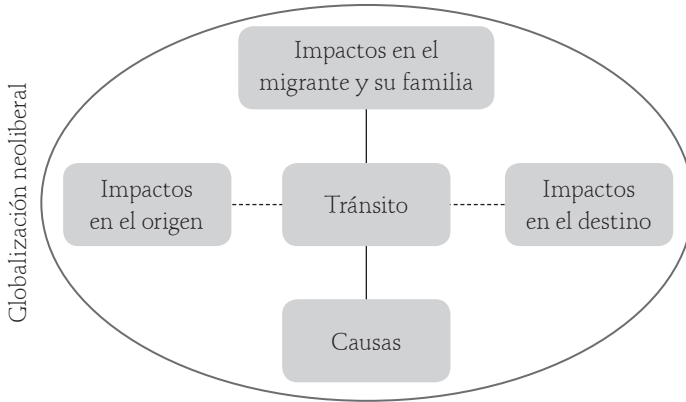 Globalización neoliberal
Impactos en el
migrante y su familia
Impactos
en el origen
Tránsito
Impactos
en el destino
Causas